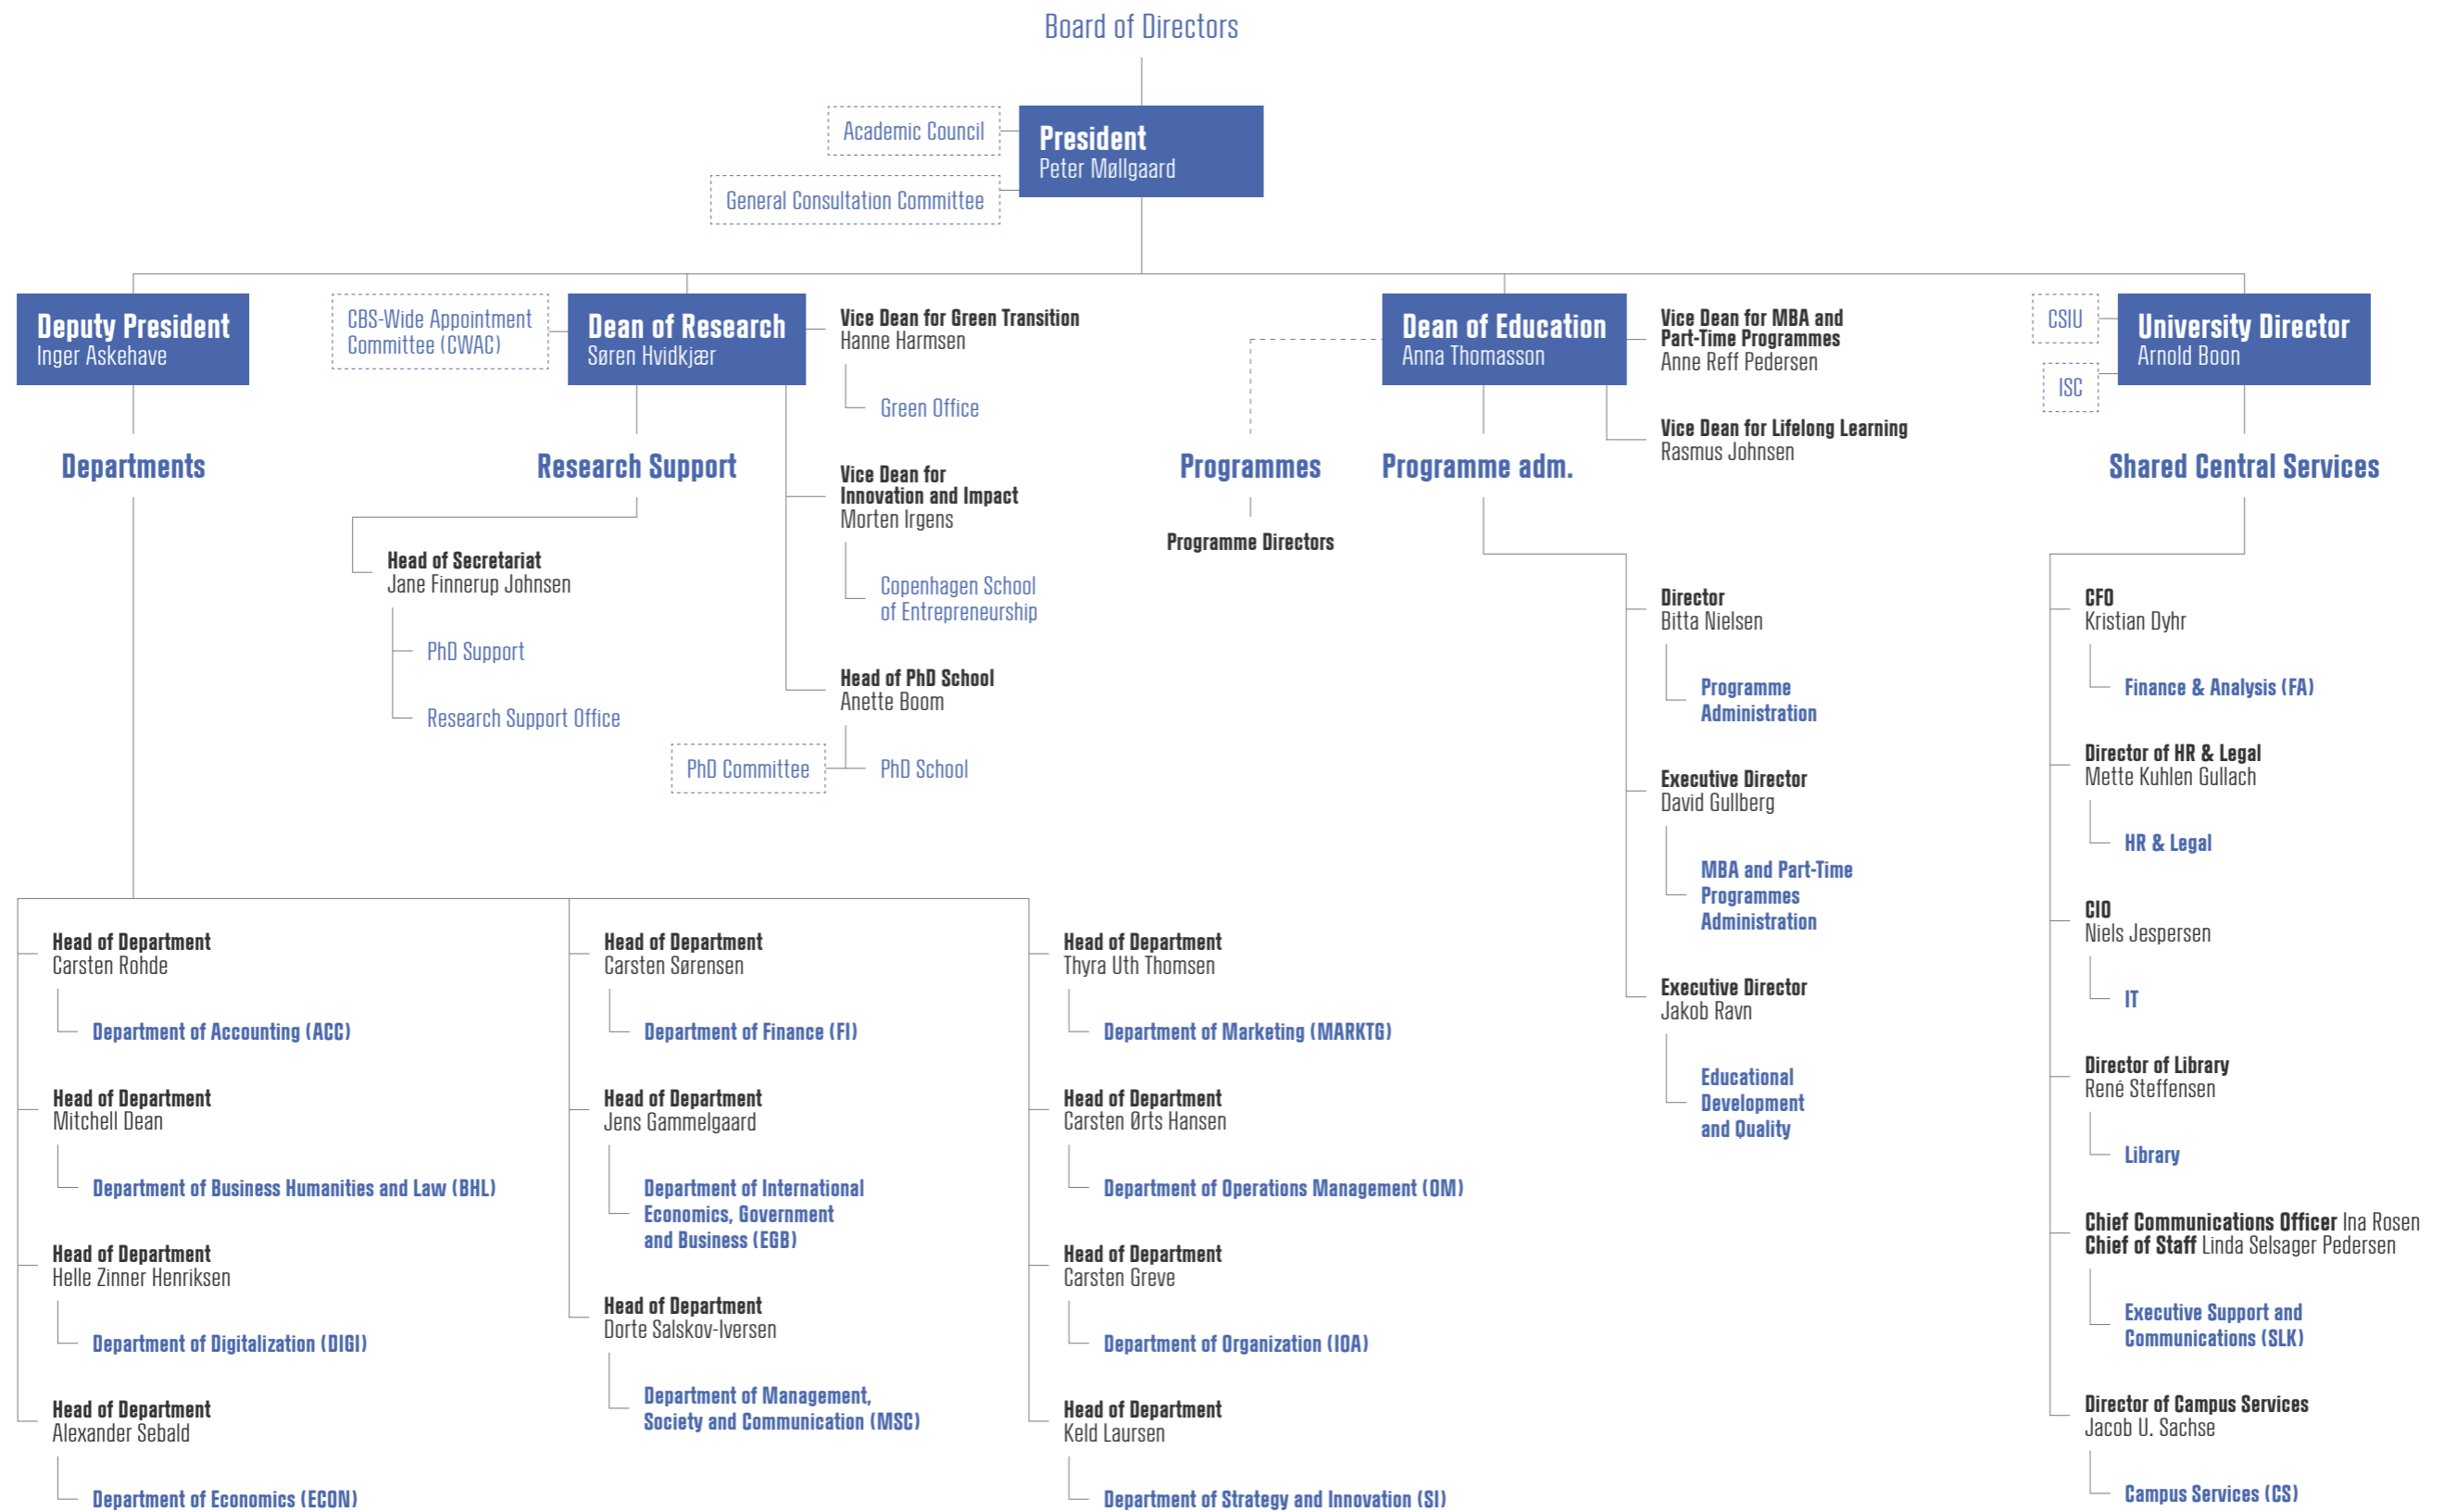 Board of Directors
Academic Council
President
Peter Møllgaard
General Consultation Committee
Deputy President
Inger Askehave
CBS-Wide Appointment
Committee (CWAC)
Dean of Research
Søren Hvidkjær
Vice Dean for Green Transition
Hanne Harmsen
Green Office
Dean of Education
Anna Thomasson
Vice Dean for MBA and
Part-Time Programmes
Anne Reff Pedersen
Vice Dean for Lifelong Learning
Rasmus Johnsen
CSIU
ISC
University Director
Arnold Boon
Departments
Research Support
Vice Dean for
Innovation and Impact
Morten Irgens
Copenhagen School
of Entrepreneurship
Programmes
Programme Directors
Programme adm.
Shared Central Services
Head of Secretariat
Jane Finnerup Johnsen
PhD Support
Research Support Office
Head of PhD School
Anette Boom
PhD Committee
PhD School
Director
Bitta Nielsen
Programme
Administration
Executive Director
David Gullberg
MBA and Part-Time
Programmes
Administration
Executive Director
Jakob Ravn
Educational
Development
and Quality
CFO
Kristian Dyhr
Finance & Analysis (FA)
Director of HR & Legal
Mette Kuhlen Gullach
HR & Legal
CIO
Niels Jespersen
IT
Director of Library
René Steffensen
Library
Chief Communications Officer Ina Rosen
Chief of Staff Linda Selsager Pedersen
Executive Support and
Communications (SLK)
Director of Campus Services
Jacob U. Sachse
Campus Services (CS)
Head of Department
Carsten Rohde
Department of Accounting (ACC)
Head of Department
Mitchell Dean
Department of Business Humanities and Law (BHL)
Head of Department
Helle Zinner Henriksen
Department of Digitalization (DIGI)
Head of Department
Alexander Sebald
Department of Economics (ECON)
Head of Department
Carsten Sørensen
Department of Finance (FI)
Head of Department
Jens Gammelgaard
Department of International
Economics, Government
and Business (EGB)
Head of Department
Dorte Salskov-Iversen
Department of Management,
Society and Communication (MSC)
Head of Department
Thyra Uth Thomsen
Department of Marketing (MARKTG)
Head of Department
Carsten Ørts Hansen
Department of Operations Management (OM)
Head of Department
Carsten Greve
Department of Organization (IOA)
Head of Department
Keld Laursen
Department of Strategy and Innovation (SI)